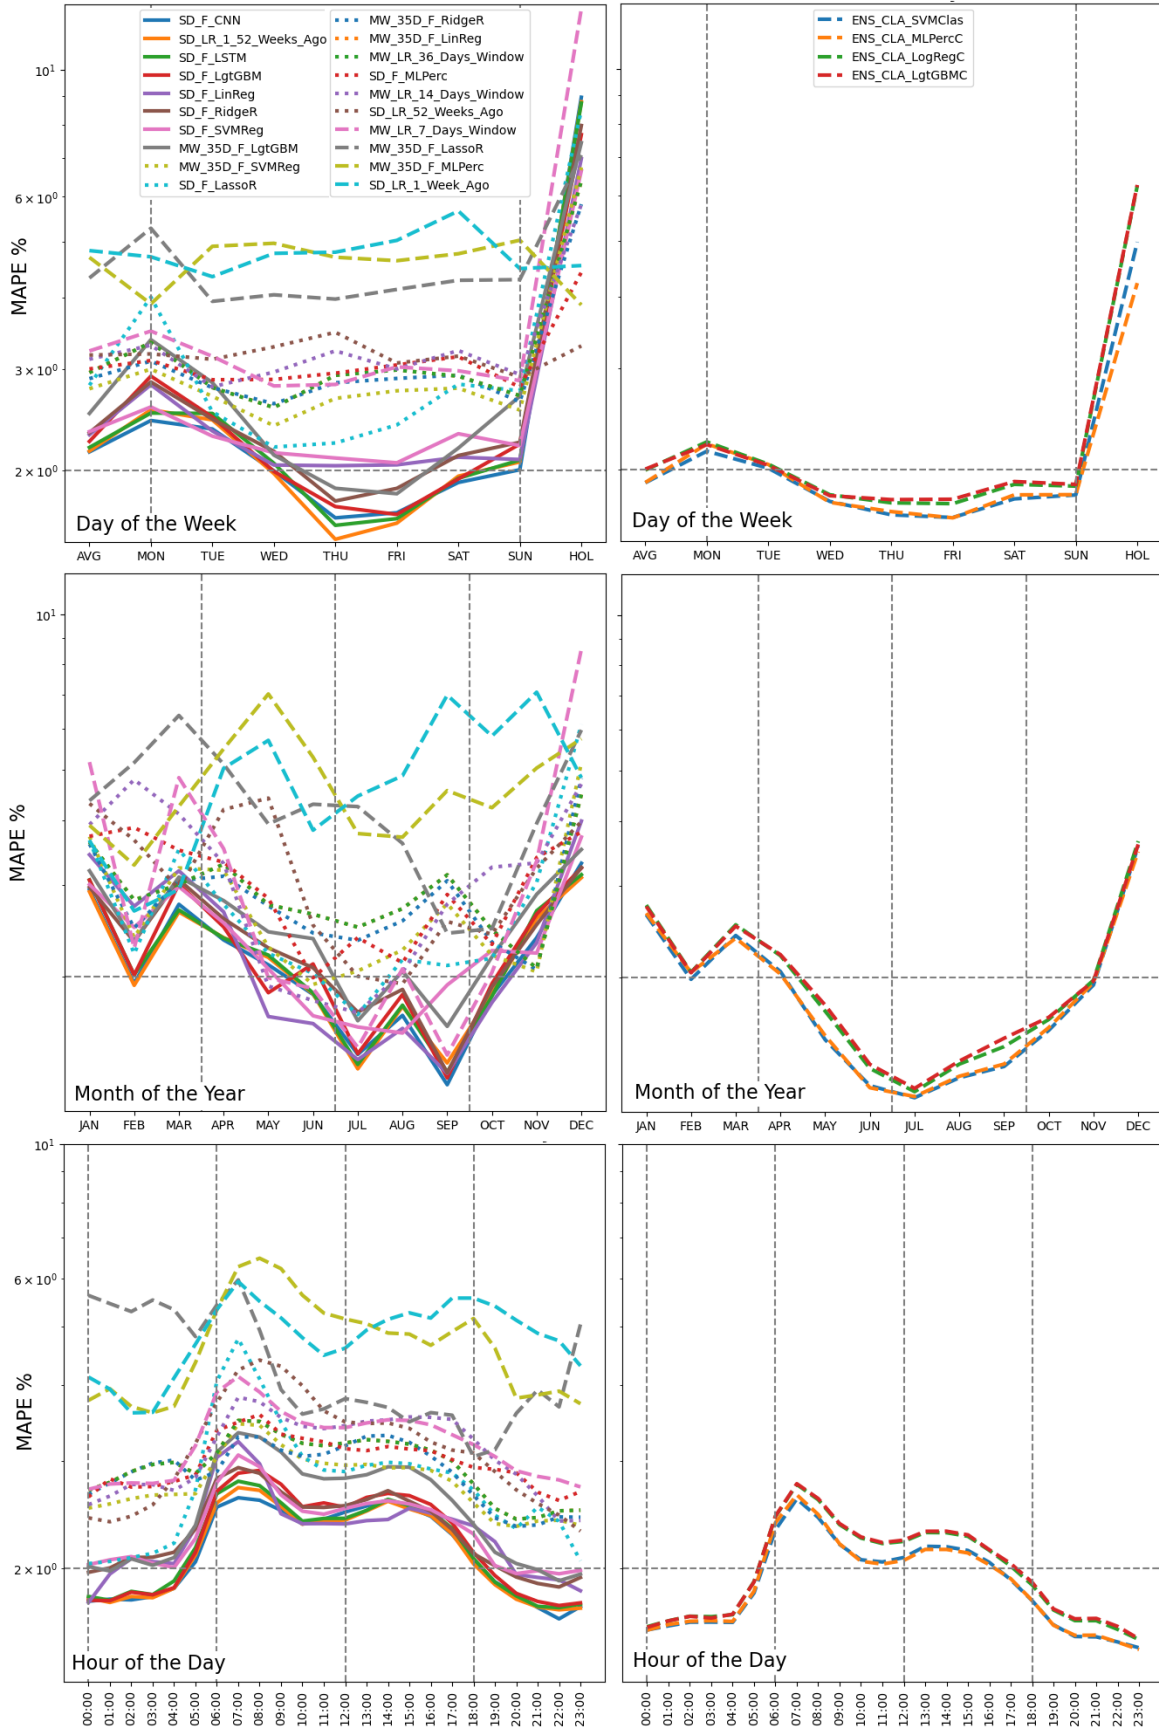 SD_F_CNN
SD_LR_1_52_Weeks_Ago
SD_F_LSTM
SD_F_LgtGBM
SD_F_LinReg
SD_F_RidgeR
SD_F_SVMReg
MW_35D_F_LgtGBM
MW_35D_F_SVMReg
SD_F_LassoR
MW_35D_F_RidgeR
MW_35D_F_LinReg
MW_LR_36_Days_Window
SD_F_MLPerc
MW_LR_14_Days_Window
SD_LR_52_Weeks_Ago
MW_LR_7_Days_Window
MW_35D_F_LassoR
MW_35D_F_MLPerc
SD_LR_1_Week_Ago
MAPE %
10¹
6 × 10⁰
3 × 10⁰
2 × 10⁰
Day of the Week
AVG MON TUE WED THU FRI SAT SUN HOL
ENS_CLA_SVMClas
ENS_CLA_MLPercC
ENS_CLA_LogRegC
ENS_CLA_LgtGBMC
Day of the Week
AVG MON TUE WED THU FRI SAT SUN HOL
MAPE %
10¹
Month of the Year
JAN FEB MAR APR MAY JUN JUL AUG SEP OCT NOV DEC
Month of the Year
JAN FEB MAR APR MAY JUN JUL AUG SEP OCT NOV DEC
MAPE %
10¹
6 × 10⁰
2 × 10⁰
Hour of the Day
00:00 01:00 02:00 03:00 04:00 05:00 06:00 07:00 08:00 09:00 10:00 11:00 12:00 13:00 14:00 15:00 16:00 17:00 18:00 19:00 20:00 21:00 22:00 23:00
Hour of the Day
00:00 01:00 02:00 03:00 04:00 05:00 06:00 07:00 08:00 09:00 10:00 11:00 12:00 13:00 14:00 15:00 16:00 17:00 18:00 19:00 20:00 21:00 22:00 23:00